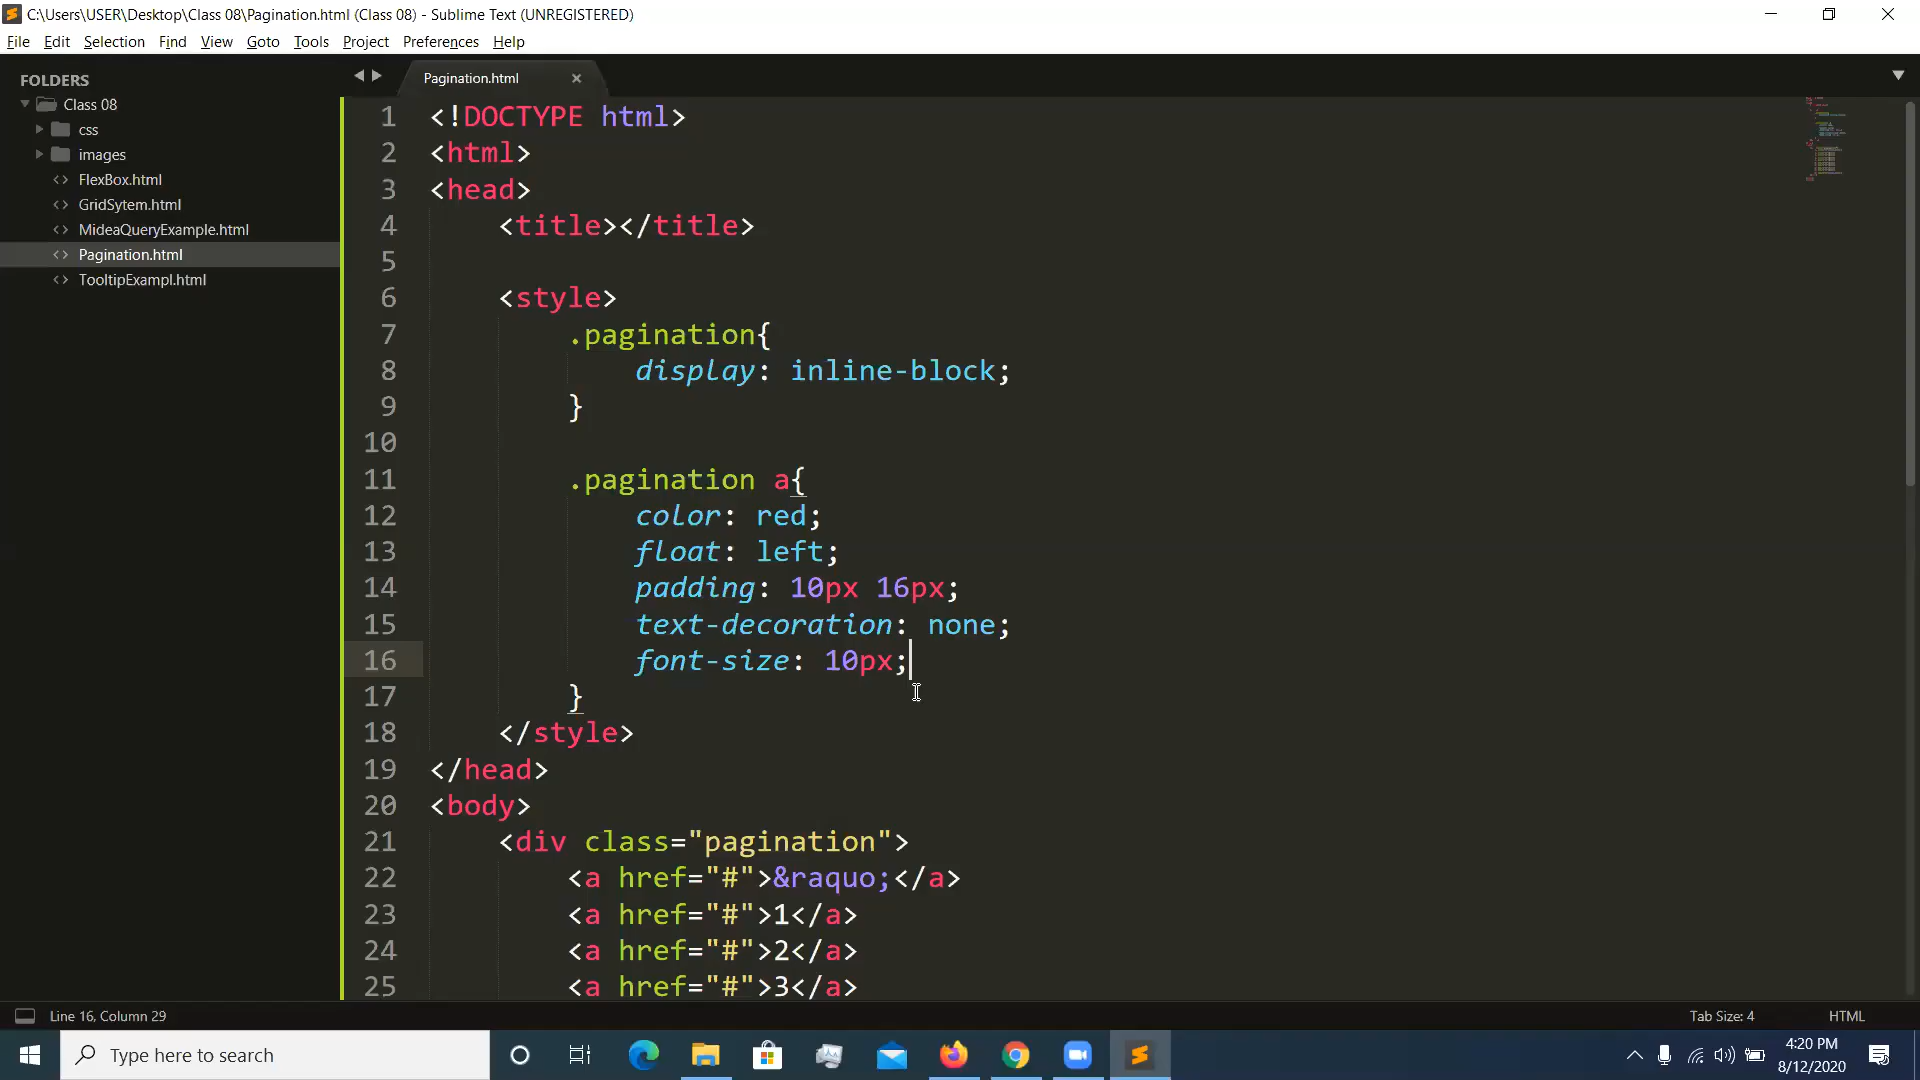 C:\Users\USER\Desktop\Class 08\Pagination.html (Class 08) - Sublime Text (UNREGISTERED)
File Edit Selection Find View Goto Tools Project Preferences Help
FOLDERS
Class 08
css
images
FlexBox.html
GridSytem.html
MideaQueryExample.html
Pagination.html
TooltipExampl.html
Pagination.html
1 <!DOCTYPE html>
2 <html>
3 <head>
4 <title></title>
5
6 <style>
7 .pagination{
8 display: inline-block;
9 }
10
11 .pagination a{
12 color: red;
13 float: left;
14 padding: 10px 16px;
15 text-decoration: none;
16 font-size: 10px;
17 }
18 </style>
19 </head>
20 <body>
21 <div class="pagination">
22 <a href="#">&raquo;</a>
23 <a href="#">1</a>
24 <a href="#">2</a>
25 <a href="#">3</a>
Line 16, Column 29
Tab Size: 4
HTML
Type here to search
4:20 PM
8/12/2020